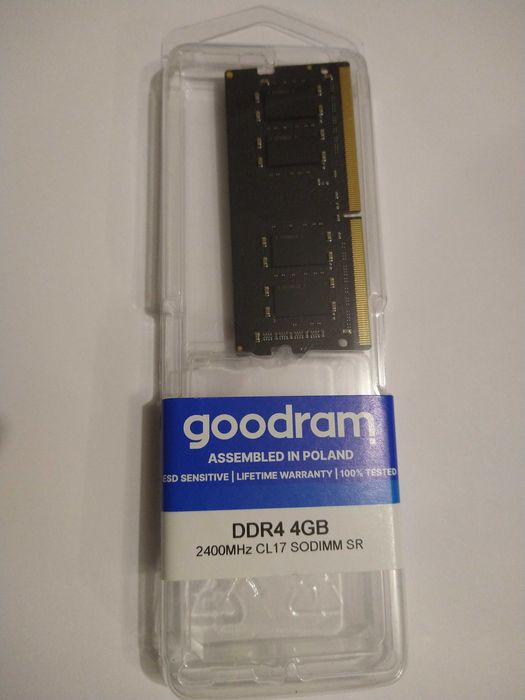 goodram
ASSEMBLED IN POLAND
ESD SENSITIVE | LIFETIME WARRANTY | 100% TESTED
DDR4 4GB
2400MHz CL17 SODIMM SR